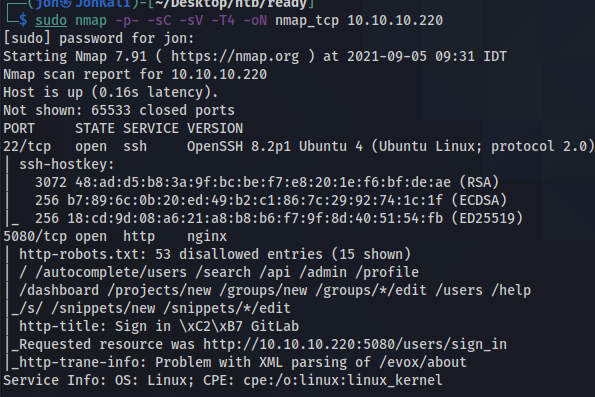 (jon㉿JonKali)-[~/Desktop/htb/ready]
$ sudo nmap -p- -sC -sV -T4 -oN nmap_tcp 10.10.10.220
[sudo] password for jon:
Starting Nmap 7.91 ( https://nmap.org ) at 2021-09-05 09:31 IDT
Nmap scan report for 10.10.10.220
Host is up (0.16s latency).
Not shown: 65533 closed ports
PORT     STATE SERVICE VERSION
22/tcp   open  ssh     OpenSSH 8.2p1 Ubuntu 4 (Ubuntu Linux; protocol 2.0)
| ssh-hostkey:
|   3072 48:ad:d5:b8:3a:9f:bc:be:f7:e8:20:1e:f6:bf:de:ae (RSA)
|   256 b7:89:6c:0b:20:ed:49:b2:c1:86:7c:29:92:74:1c:1f (ECDSA)
|_  256 18:cd:9d:08:a6:21:a8:b8:b6:f7:9f:8d:40:51:54:fb (ED25519)
5080/tcp open  http    nginx
| http-robots.txt: 53 disallowed entries (15 shown)
| / /autocomplete/users /search /api /admin /profile
| /dashboard /projects/new /groups/new /groups/*/edit /users /help
|_/s/ /snippets/new /snippets/*/edit
| http-title: Sign in \xC2\xB7 GitLab
|_Requested resource was http://10.10.10.220:5080/users/sign_in
|_http-trane-info: Problem with XML parsing of /evox/about
Service Info: OS: Linux; CPE: cpe:/o:linux:linux_kernel